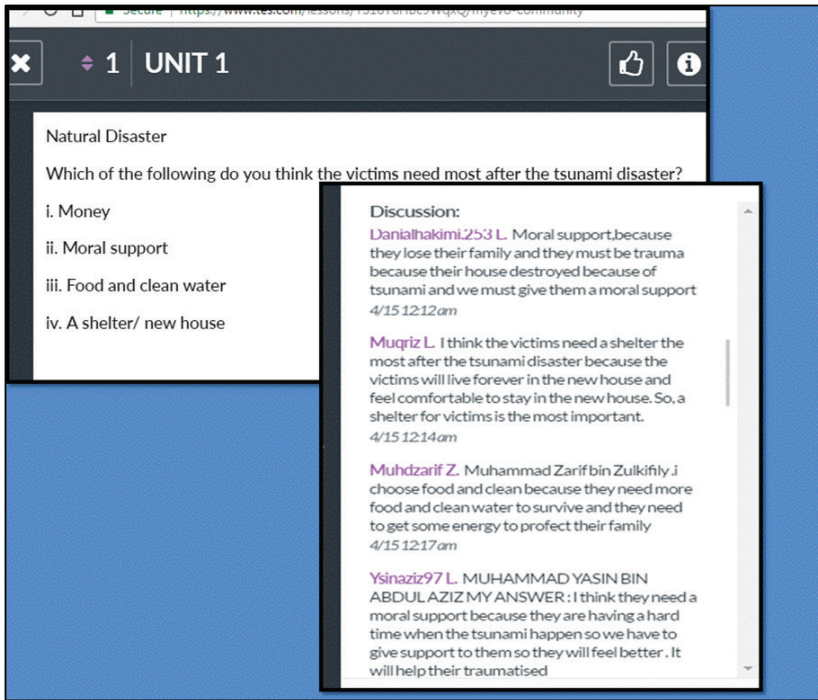 Secure https://www.tes.com/lessons/
1 UNIT 1
Natural Disaster
Which of the following do you think the victims need most after the tsunami disaster?
i. Money
ii. Moral support
iii. Food and clean water
iv. A shelter/ new house
Discussion:
Danialhakimi.253 L. Moral support,because
they lose their family and they must be trauma
because their house destroyed because of
tsunami and we must give them a moral support
4/15 12:12am
Muqriz L. I think the victims need a shelter the
most after the tsunami disaster because the
victims will live forever in the new house and
feel comfortable to stay in the new house. So, a
shelter for victims is the most important.
4/15 12:14am
Muhdzarif Z. Muhammad Zarif bin Zulkifily .i
choose food and clean because they need more
food and clean water to survive and they need
to get some energy to profect their family
4/15 12:17am
Ysinaziz97 L. MUHAMMAD YASIN BIN
ABDUL AZIZ MY ANSWER : I think they need a
moral support because they are having a hard
time when the tsunami happen so we have to
give support to them so they will feel better . It
will help their traumatised